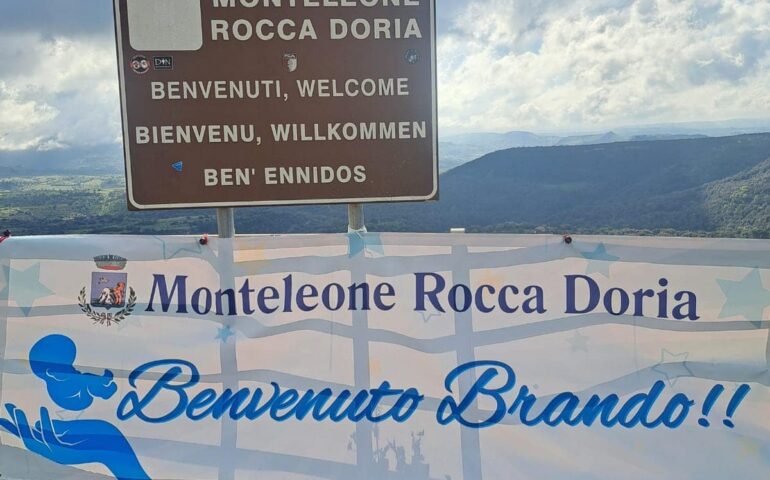 MONTELEONE
ROCCA DORIA
BENVENUTI, WELCOME
BIENVENU, WILLKOMMEN
BEN' ENNIDOS
Monteleone Rocca Doria
Benvenuto Brando!!